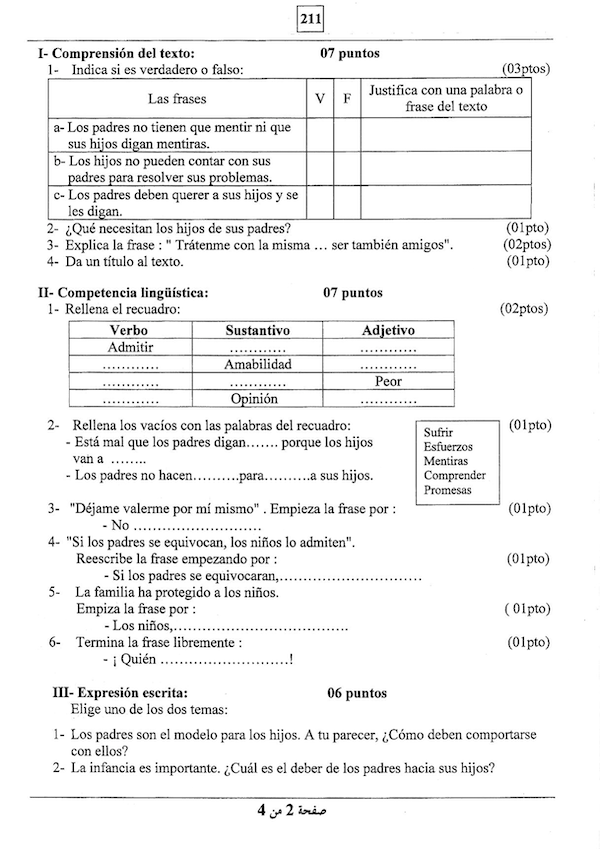 211
I- Comprensión del texto: 07 puntos
1- Indica si es verdadero o falso: (03ptos)
Las frases V F Justifica con una palabra o frase del texto
a- Los padres no tienen que mentir ni que
sus hijos digan mentiras.
b- Los hijos no pueden contar con sus
padres para resolver sus problemas.
c- Los padres deben querer a sus hijos y se
les digan.
2- ¿Qué necesitan los hijos de sus padres? (01pto)
3- Explica la frase : " Trátenme con la misma … ser también amigos". (02ptos)
4- Da un título al texto. (01pto)
II- Competencia lingüística: 07 puntos
1- Rellena el recuadro: (02ptos)
Verbo Sustantivo Adjetivo
Admitir ………… …………
………… Amabilidad …………
………… ………… Peor
………… Opinión …………
2- Rellena los vacíos con las palabras del recuadro: (01pto)
- Está mal que los padres digan……. porque los hijos
van a ……..
- Los padres no hacen……….para……….a sus hijos.
Sufrir
Esfuerzos
Mentiras
Comprender
Promesas
3- "Déjame valerme por mí mismo" . Empieza la frase por : (01pto)
- No ……………………….
4- "Si los padres se equivocan, los niños lo admiten".
Reescribe la frase empezando por : (01pto)
- Si los padres se equivocaran,………………………….
5- La familia ha protegido a los niños.
Empiza la frase por : ( 01pto)
- Los niños,…………………………………
6- Termina la frase libremente : (01pto)
- ¡ Quién ……………………….!
III- Expresión escrita: 06 puntos
Elige uno de los dos temas:
1- Los padres son el modelo para los hijos. A tu parecer, ¿Cómo deben comportarse
con ellos?
2- La infancia es importante. ¿Cuál es el deber de los padres hacia sus hijos?
صفحة 2 من 4